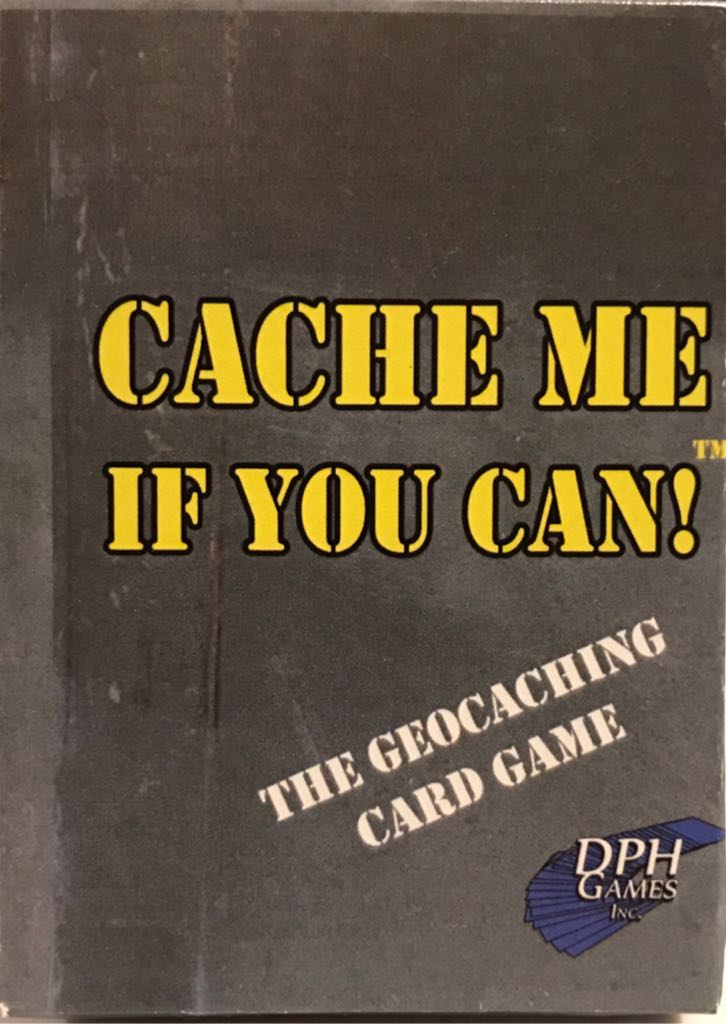 CACHE ME
IF YOU CAN!™
THE GEOCACHING
CARD GAME
DPH
GAMES
INC.